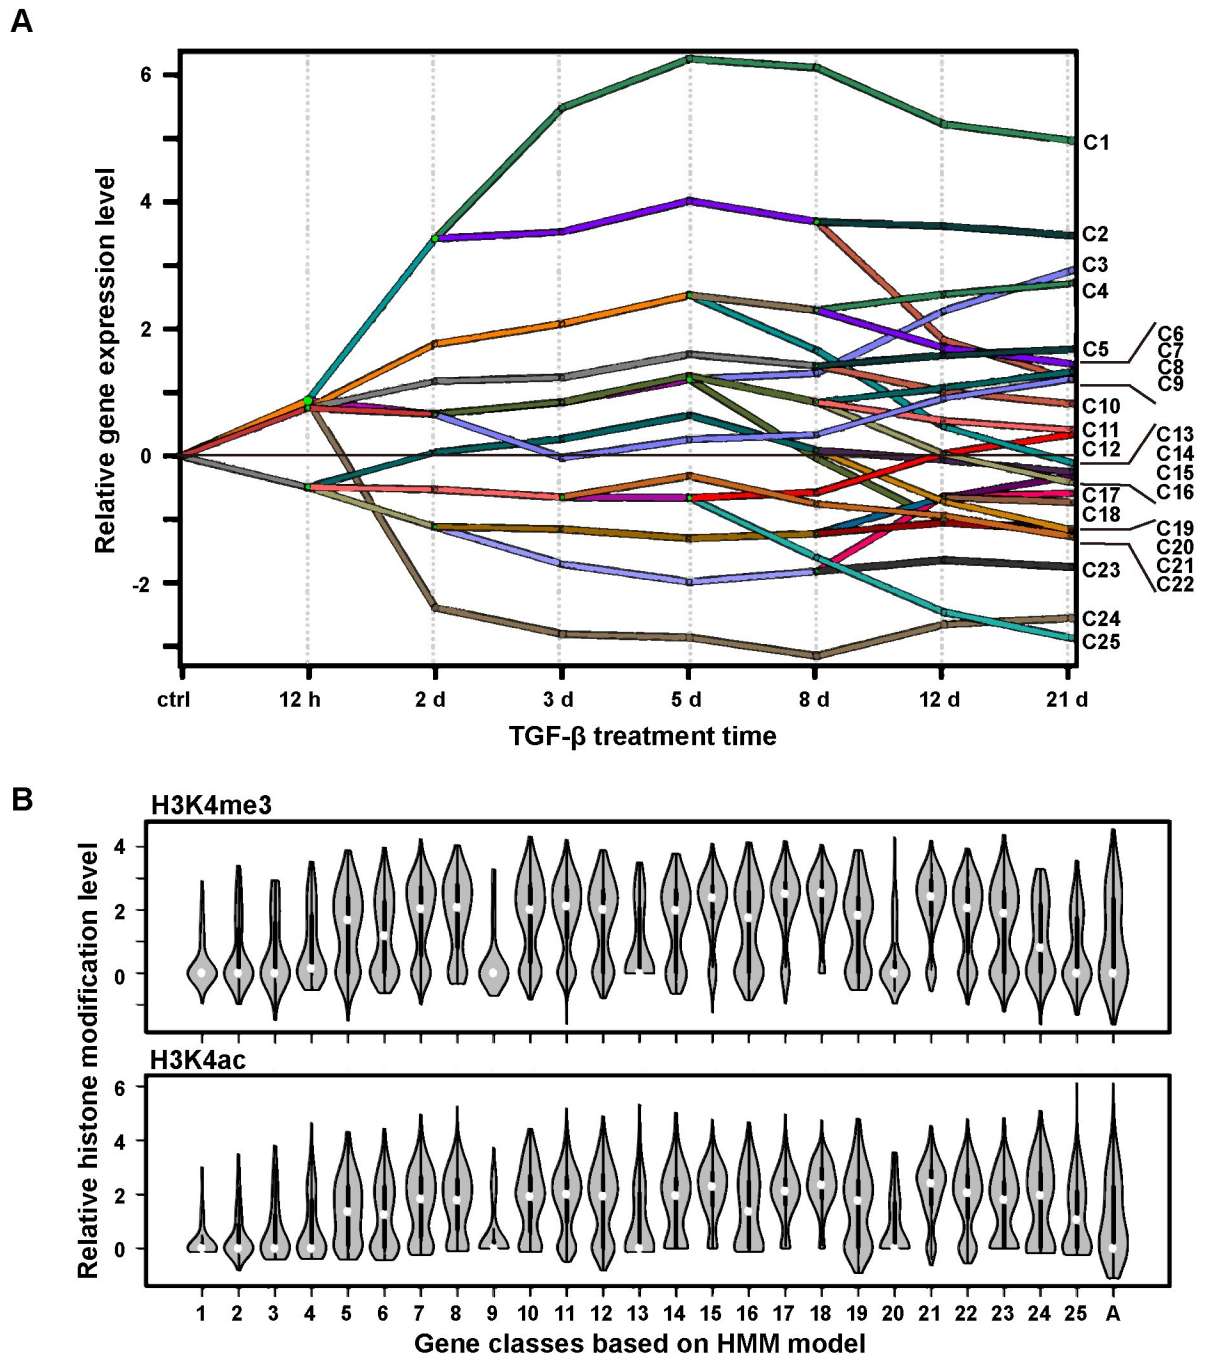 A
Relative gene expression level
6
4
2
0
-2
C1
C2
C3
C4
C5
C6
C7
C8
C9
C10
C11
C12
C13
C14
C15
C16
C17
C18
C19
C20
C21
C22
C23
C24
C25
ctrl 12 h 2 d 3 d 5 d 8 d 12 d 21 d
TGF-β treatment time
B
Relative histone modification level
H3K4me3
4
2
0
H3K4ac
6
4
2
0
1 2 3 4 5 6 7 8 9 10 11 12 13 14 15 16 17 18 19 20 21 22 23 24 25 A
Gene classes based on HMM model